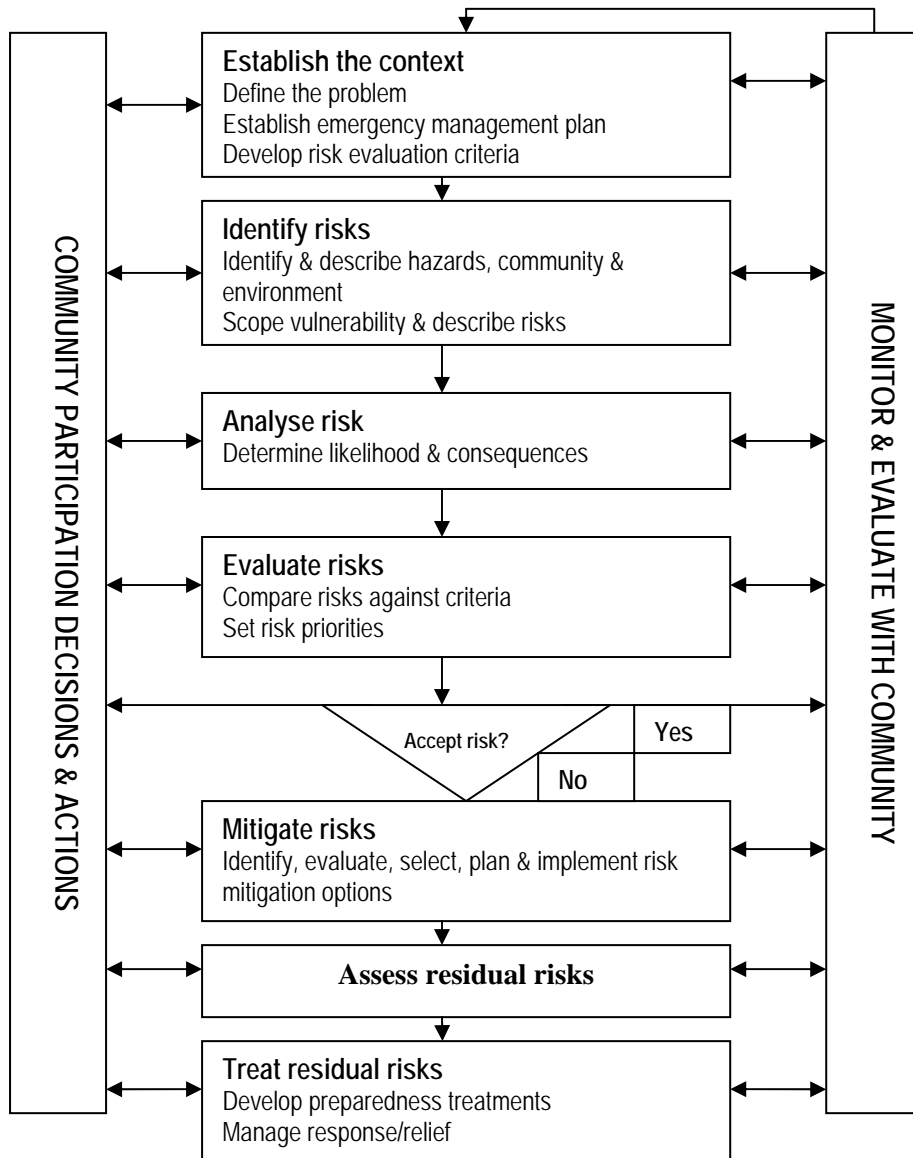 COMMUNITY PARTICIPATION DECISIONS & ACTIONS
Establish the context
Define the problem
Establish emergency management plan
Develop risk evaluation criteria
Identify risks
Identify & describe hazards, community &
environment
Scope vulnerability & describe risks
Analyse risk
Determine likelihood & consequences
Evaluate risks
Compare risks against criteria
Set risk priorities
Accept risk?
Yes
No
Mitigate risks
Identify, evaluate, select, plan & implement risk
mitigation options
Assess residual risks
Treat residual risks
Develop preparedness treatments
Manage response/relief
MONITOR & EVALUATE WITH COMMUNITY